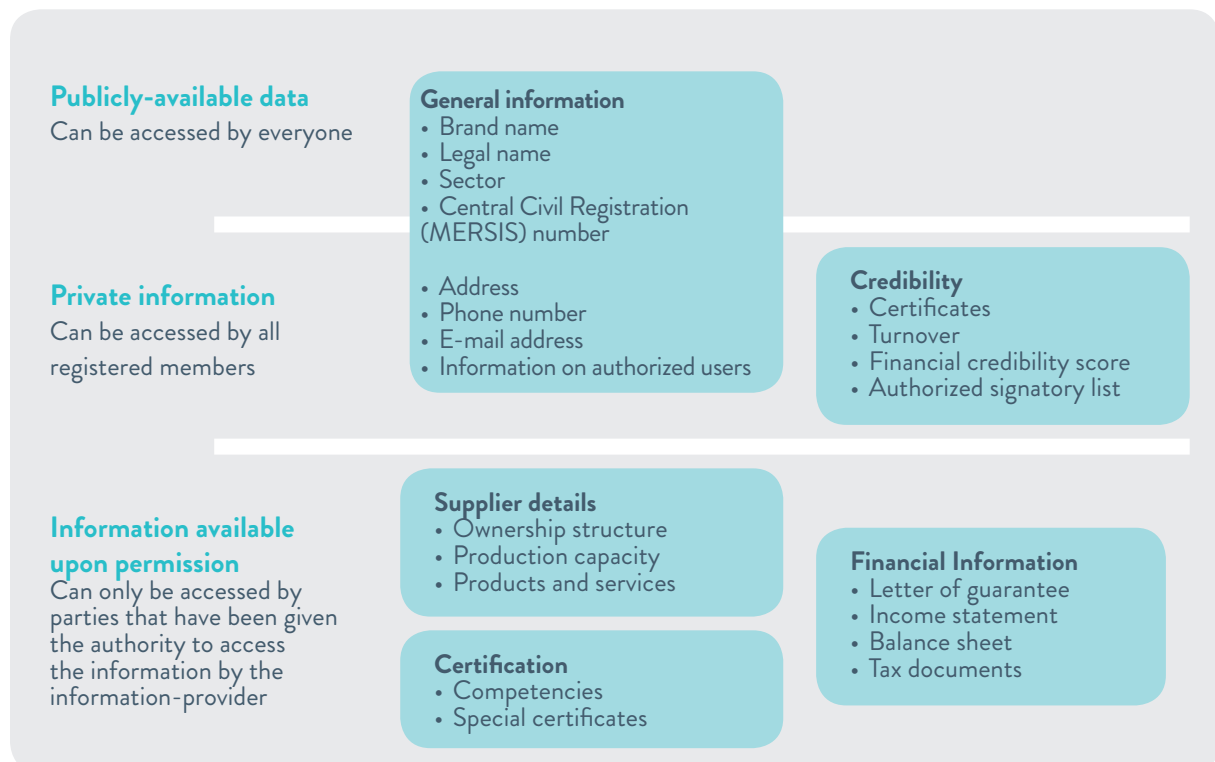 Publicly-available data
Can be accessed by everyone
General information
• Brand name
• Legal name
• Sector
• Central Civil Registration
(MERSIS) number
• Address
• Phone number
• E-mail address
• Information on authorized users
Private information
Can be accessed by all
registered members
Credibility
• Certificates
• Turnover
• Financial credibility score
• Authorized signatory list
Information available
upon permission
Can only be accessed by
parties that have been given
the authority to access
the information by the
information-provider
Supplier details
• Ownership structure
• Production capacity
• Products and services
Certification
• Competencies
• Special certificates
Financial Information
• Letter of guarantee
• Income statement
• Balance sheet
• Tax documents